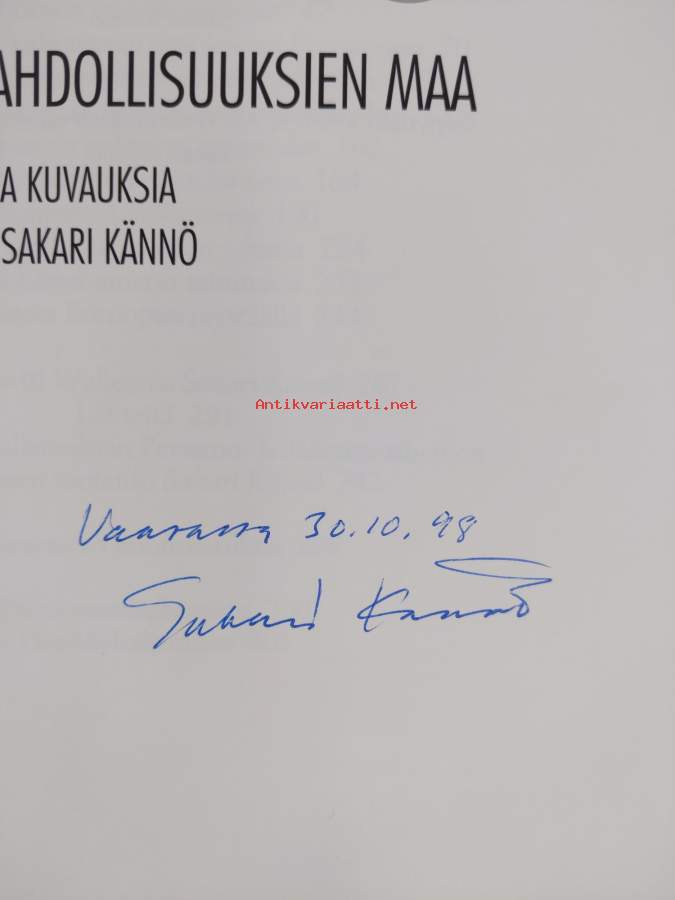 AHDOLLISUUKSIEN MAA
A KUVAUKSIA
SAKARI KÄNNÖ
Antikvariaatti.net
Vaasassa 30.10.98
Sakari Kännö